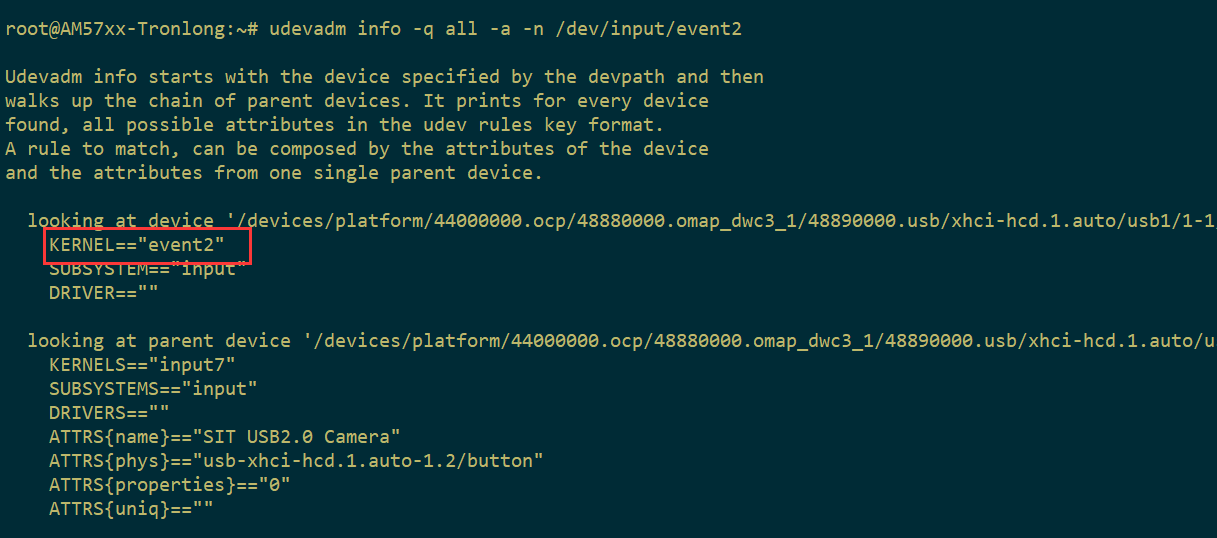 root@AM57xx-Tronlong:~# udevadm info -q all -a -n /dev/input/event2
Udevadm info starts with the device specified by the devpath and then
walks up the chain of parent devices. It prints for every device
found, all possible attributes in the udev rules key format.
A rule to match, can be composed by the attributes of the device
and the attributes from one single parent device.
looking at device '/devices/platform/44000000.ocp/48880000.omap_dwc3_1/48890000.usb/xhci-hcd.1.auto/usb1/1-1
KERNEL=="event2"
SUBSYSTEM=="input"
DRIVER==""
looking at parent device '/devices/platform/44000000.ocp/48880000.omap_dwc3_1/48890000.usb/xhci-hcd.1.auto/u
KERNELS=="input7"
SUBSYSTEMS=="input"
DRIVERS==""
ATTRS{name}=="SIT USB2.0 Camera"
ATTRS{phys}=="usb-xhci-hcd.1.auto-1.2/button"
ATTRS{properties}=="0"
ATTRS{uniq}==""